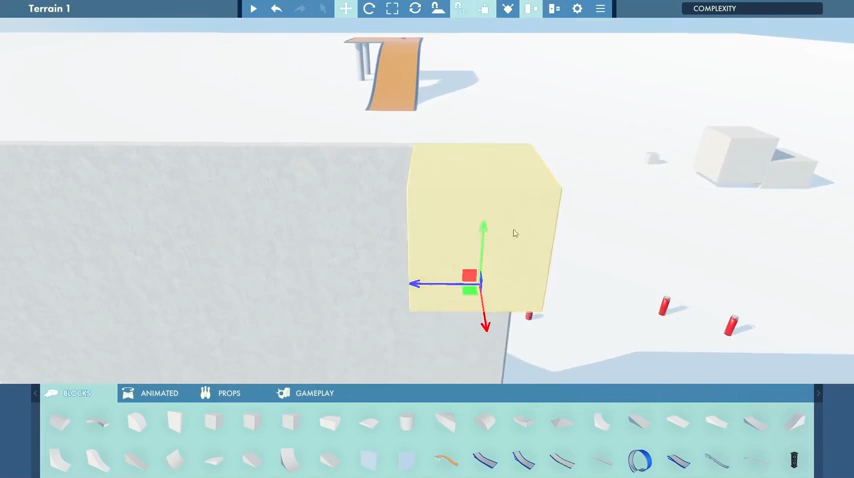 Terrain 1
COMPLEXITY
BLOCKS
ANIMATED
PROPS
GAMEPLAY